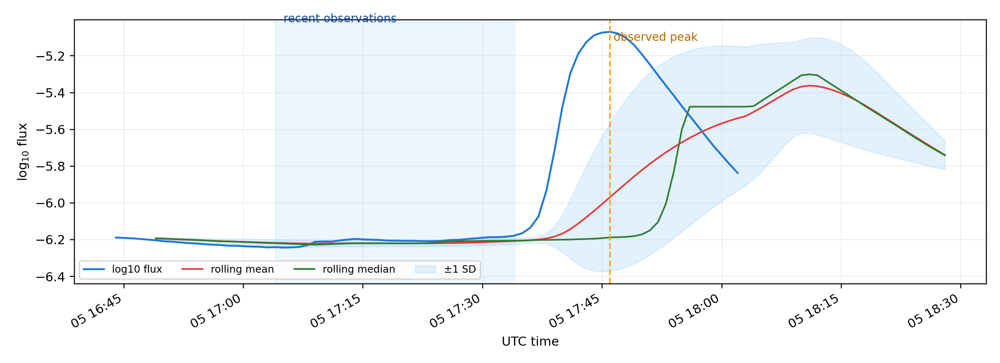 recent observations
observed peak
log₁₀ flux
−5.2
−5.4
−5.6
−5.8
−6.0
−6.2
−6.4
log10 flux rolling mean rolling median ±1 SD
05 16:45 05 17:00 05 17:15 05 17:30 05 17:45 05 18:00 05 18:15 05 18:30
UTC time